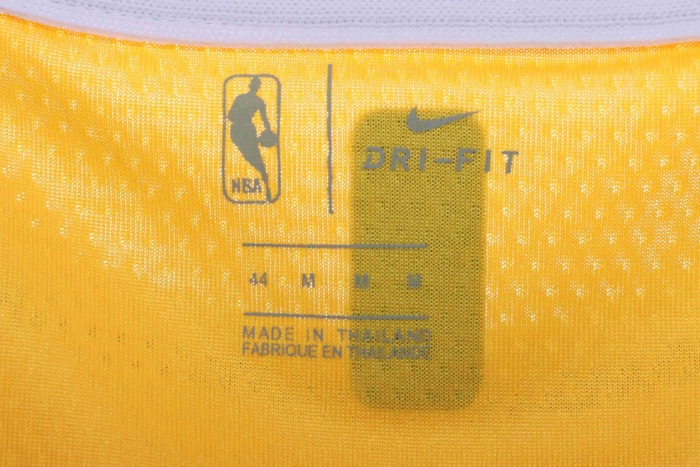 NBA
DRI-FIT
44 M M M
MADE IN THAILAND
FABRIQUE EN THAILANDE